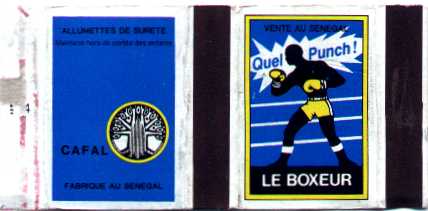 ALLUMETTES DE SURETE
Maintenir hors de portée des enfants
CAFAL
FABRIQUE AU SENEGAL
4
VENTE AU SENEGAL
Quel Punch!
LE BOXEUR